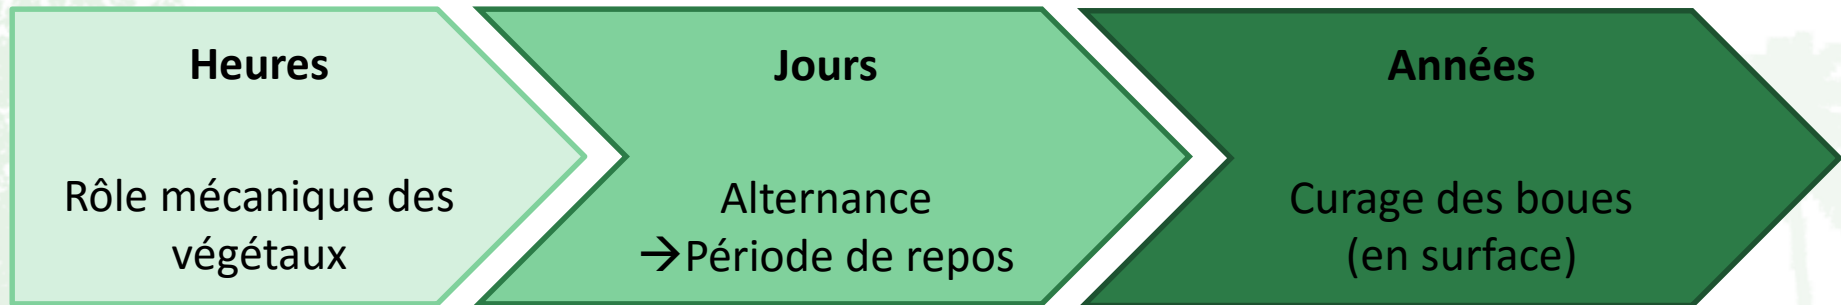 Heures
Rôle mécanique des
végétaux
Jours
Alternance
→Période de repos
Années
Curage des boues
(en surface)